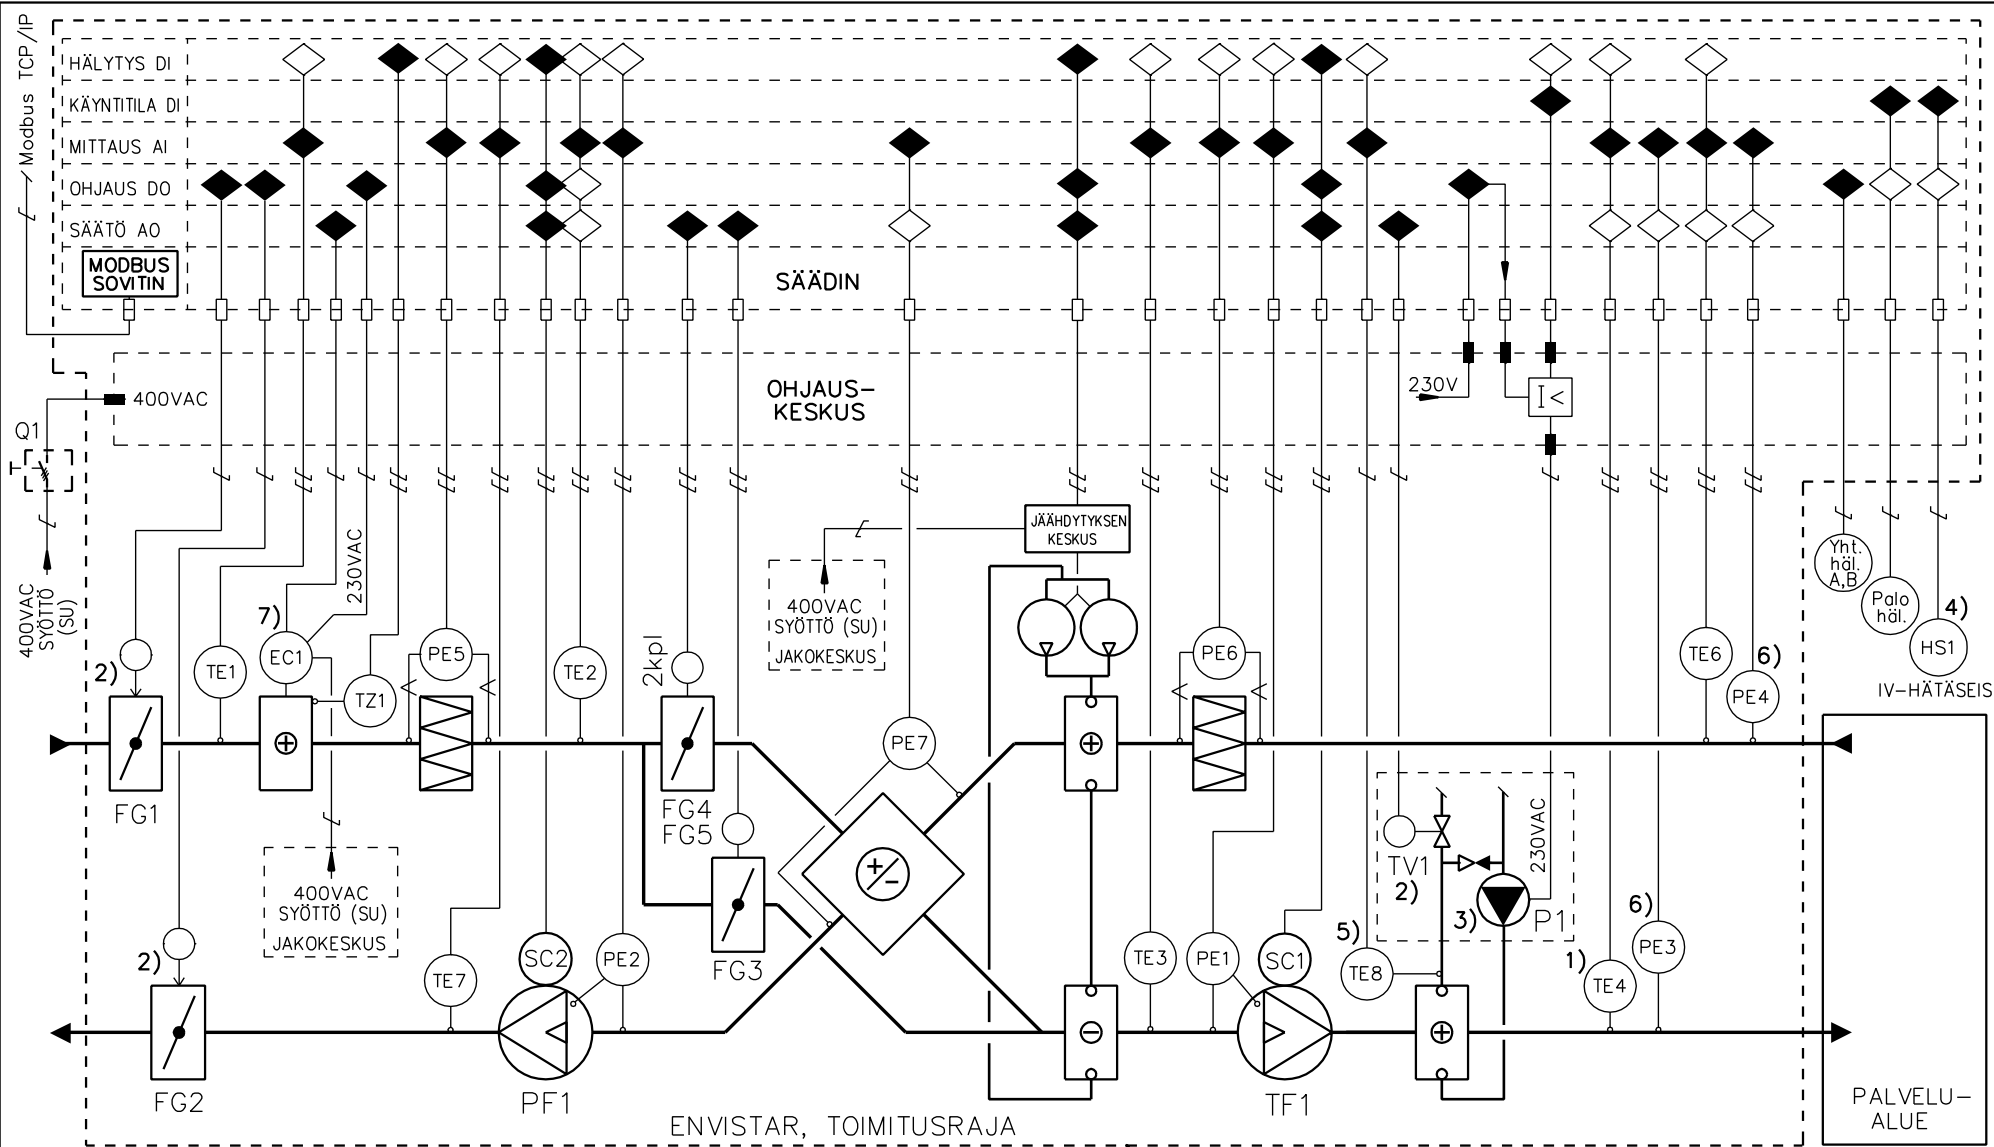 Modbus TCP/IP
HÄLYTYS DI
KÄYNTITILA DI
MITTAUS AI
OHJAUS DO
SÄÄTÖ AO
MODBUS
SOVITIN
SÄÄDIN
OHJAUS-
KESKUS
400VAC
230V
I<
Q1
400VAC
SYÖTTÖ
(SU)
230VAC
JÄÄHDYTYKSEN
KESKUS
400VAC
SYÖTTÖ (SU)
JAKOKESKUS
Yht.
häl.
A,B
Palo
häl.
4)
HS1
IV-HÄTÄSEIS
7)
EC1
2)
TE1
TZ1
PE5
TE2
2kpl
PE6
TE6
6)
PE4
PE7
FG1
FG4
FG5
TV1
2)
230VAC
3)
P1
400VAC
SYÖTTÖ (SU)
JAKOKESKUS
2)
TE7
SC2
PE2
FG3
TE3
PE1
SC1
5)
TE8
1)
TE4
6)
PE3
FG2
PF1
TF1
ENVISTAR, TOIMITUSRAJA
PALVELU-
ALUE